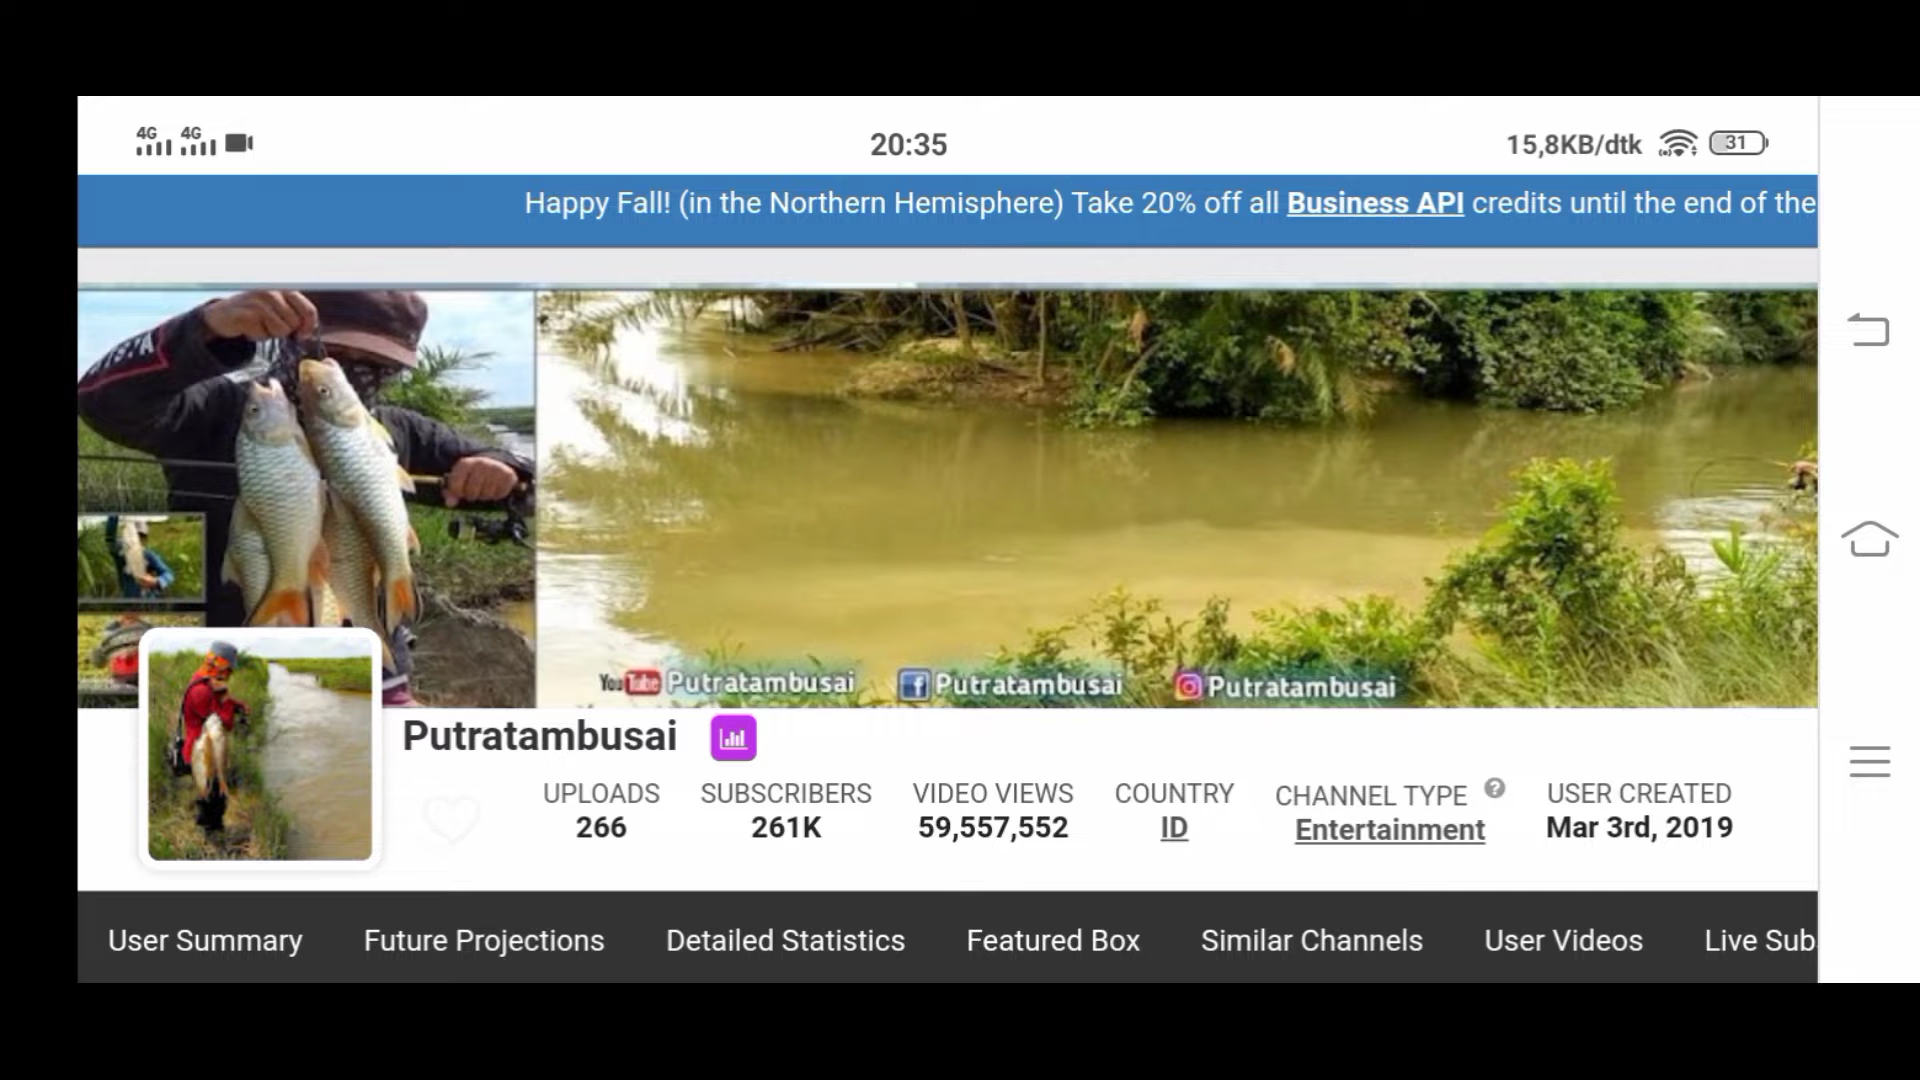 4G 4G
20:35
15,8KB/dtk
31
Happy Fall! (in the Northern Hemisphere) Take 20% off all Business API credits until the end of the
YouTube Putratambusai
Putratambusai
Putratambusai
Putratambusai
UPLOADS SUBSCRIBERS VIDEO VIEWS COUNTRY CHANNEL TYPE ? USER CREATED
266 261K 59,557,552 ID Entertainment Mar 3rd, 2019
User Summary Future Projections Detailed Statistics Featured Box Similar Channels User Videos Live Sub